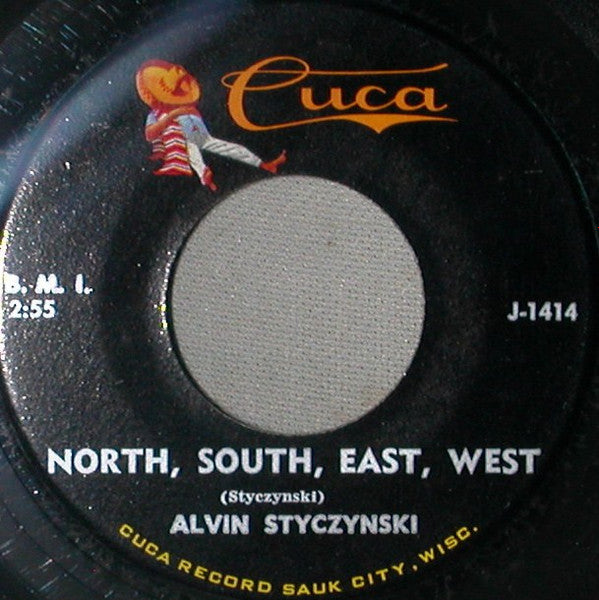 Cuca
B. M. I.
2:55
J-1414
NORTH, SOUTH, EAST, WEST
(Styczynski)
ALVIN STYCZYNSKI
CUCA RECORD SAUK CITY, WISC.